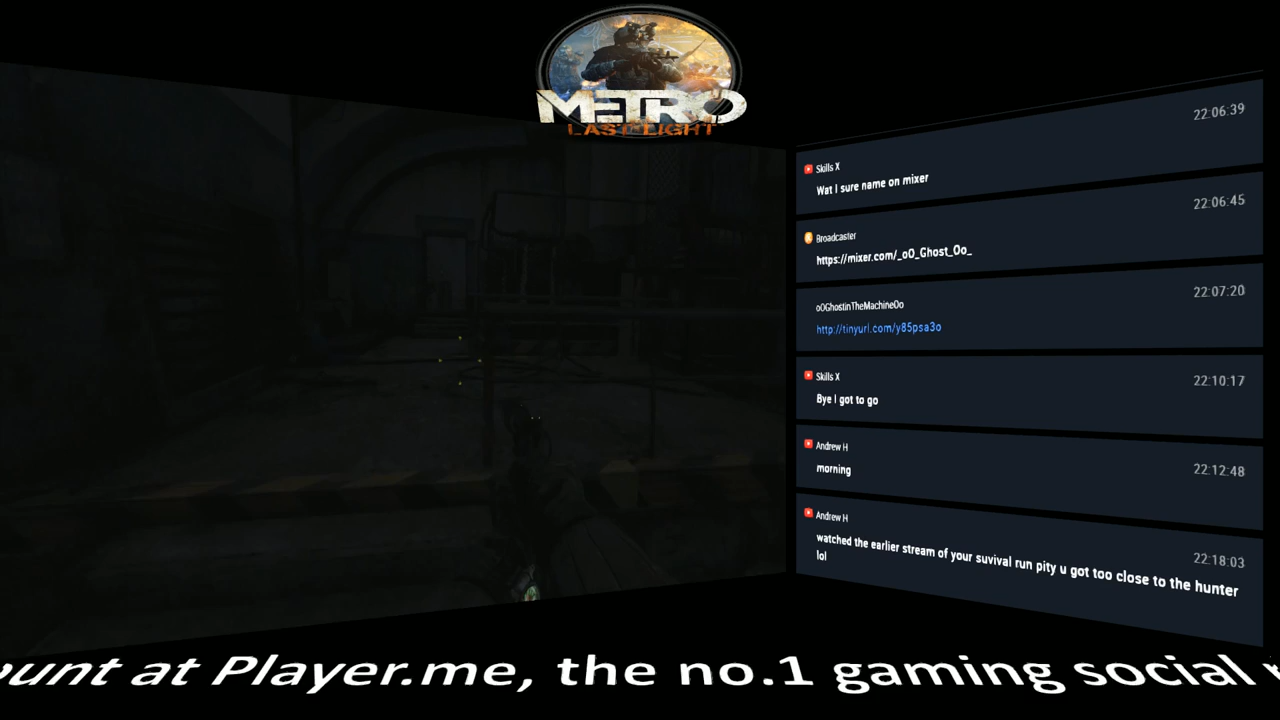 METRO
LAST LIGHT
22:06:39
Skills X
Wat I sure name on mixer
22:06:45
Broadcaster
https://mixer.com/_oO_Ghost_Oo_
22:07:20
oOGhostinTheMachineOo
http://tinyurl.com/y85psa3o
22:10:17
Skills X
Bye I got to go
22:12:48
Andrew H
morning
22:18:03
Andrew H
watched the earlier stream of your suvival run pity u got too close to the hunter
lol
ount at Player.me, the no.1 gaming social